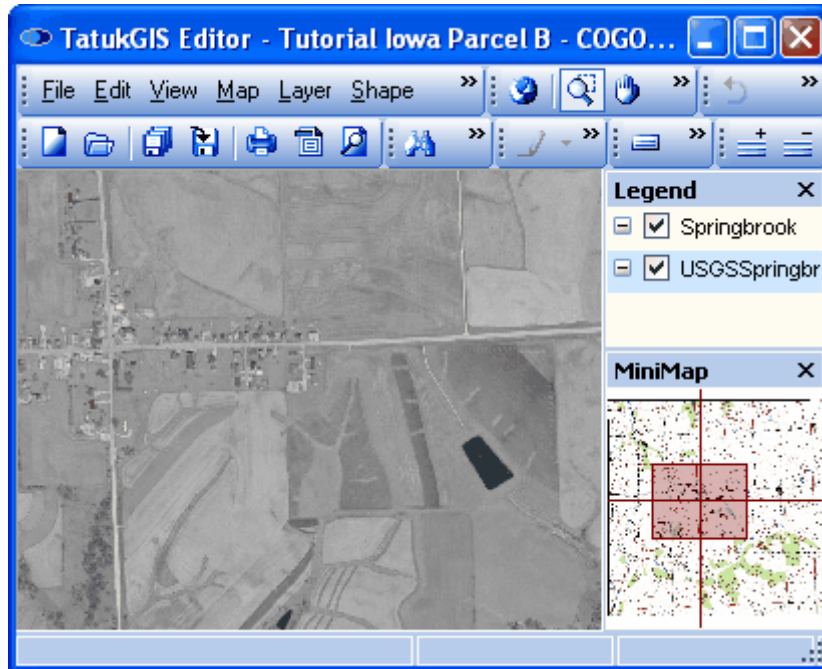 TatukGIS Editor - Tutorial Iowa Parcel B - COGO...
File Edit View Map Layer Shape
Legend
Springbrook
USGSSpringbr
MiniMap